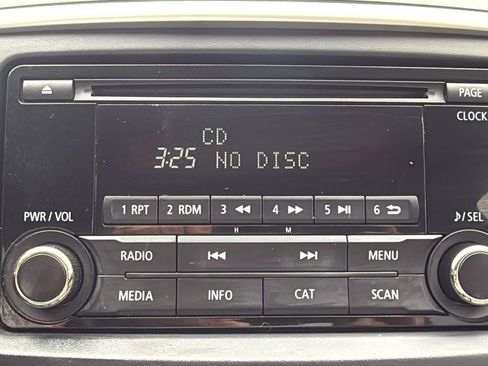 PAGE
CLOCK
CD
3:25 NO DISC
1 RPT 2 RDM 3 4 5 6
PWR / VOL
♪/ SEL
H M
RADIO MENU
MEDIA INFO CAT SCAN